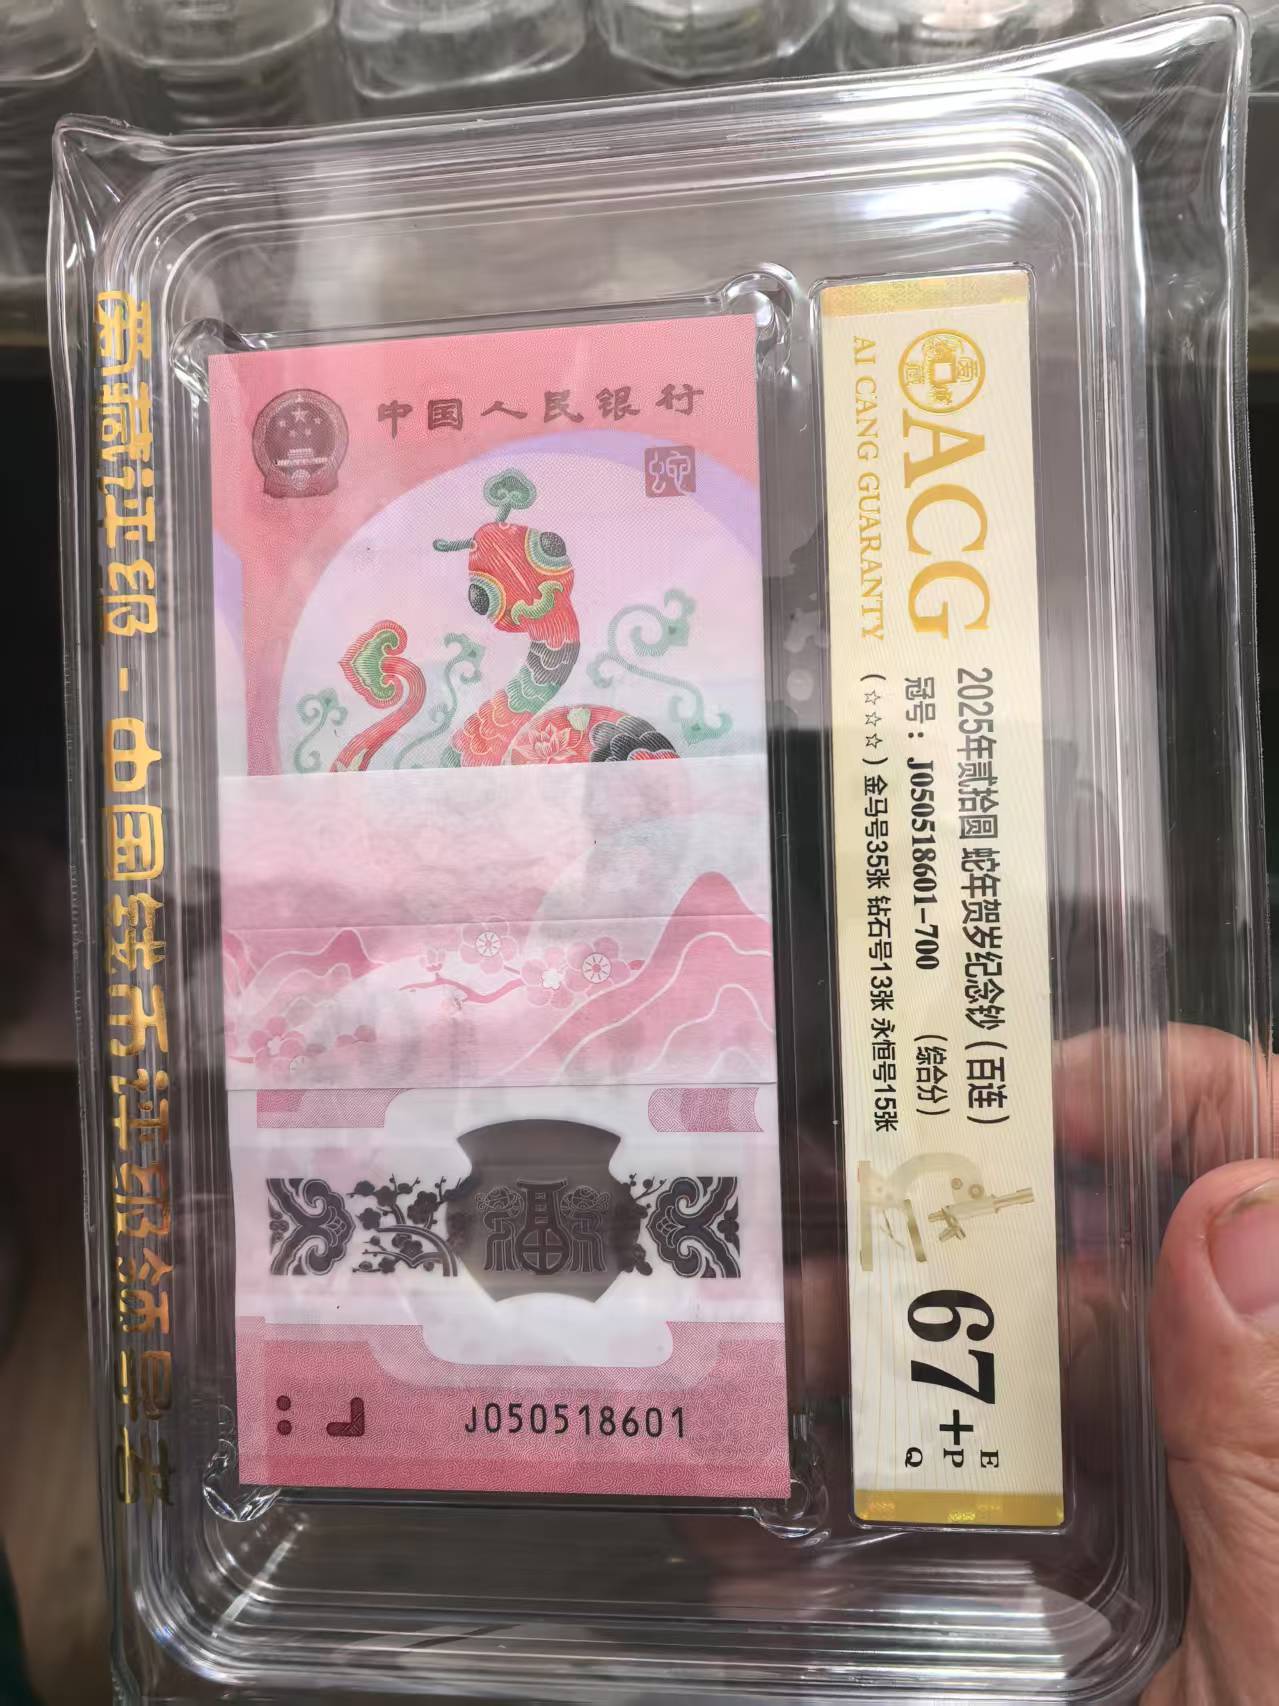 爱藏评级-中国钱币评级领导者
中国人民银行
蛇
J050518601
ACG
AI CANG GUARANTY
2025年贰拾圆 蛇年贺岁纪念钞（百连）
冠号：J050518601-700 （综合分）
（☆☆☆）金马号35张 钻石号13张 永恒号15张
67+
E
P
Q